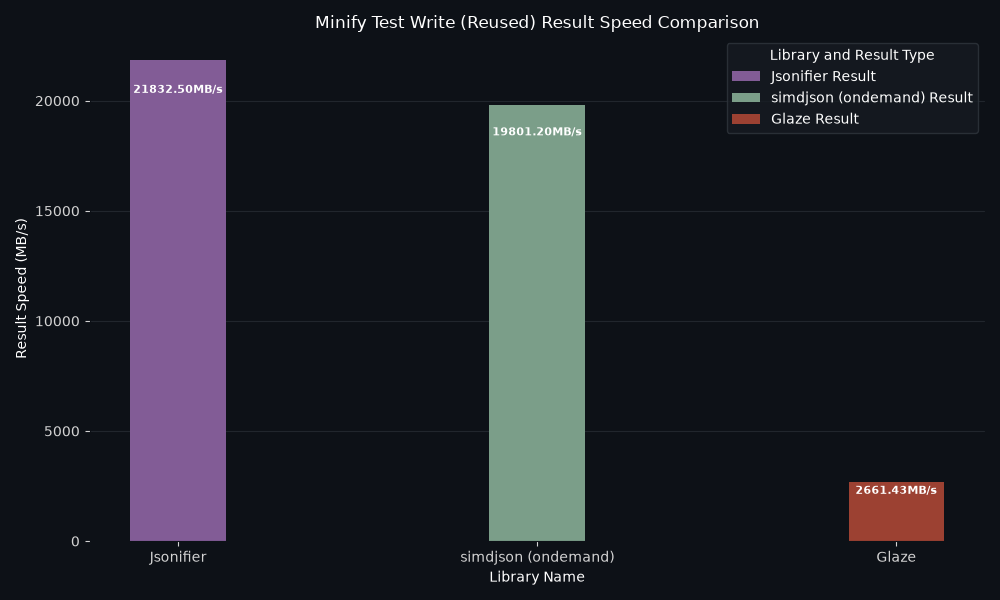 Minify Test Write (Reused) Result Speed Comparison
Library and Result Type
Jsonifier Result
simdjson (ondemand) Result
Glaze Result
21832.50MB/s
19801.20MB/s
2661.43MB/s
Result Speed (MB/s)
20000
15000
10000
5000
0
Jsonifier
simdjson (ondemand)
Glaze
Library Name